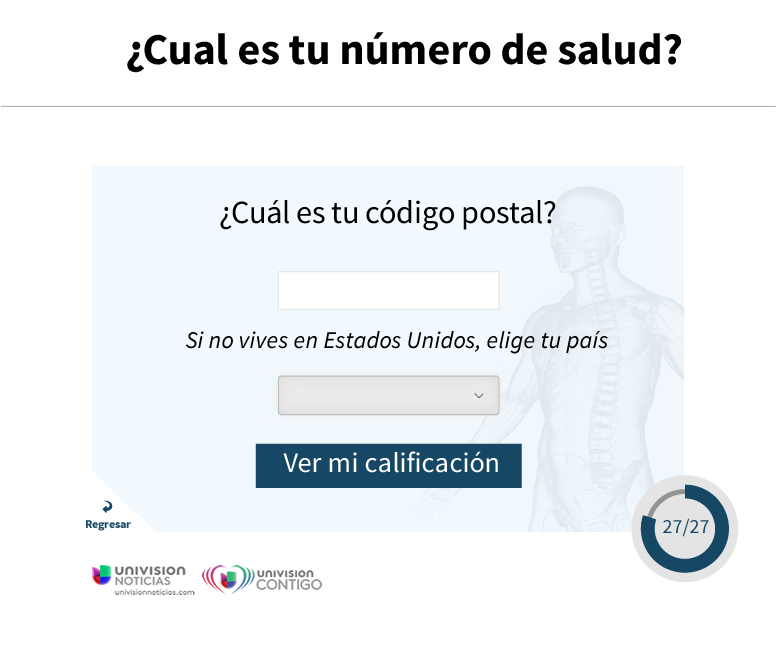 ¿Cual es tu número de salud?
¿Cuál es tu código postal?
Si no vives en Estados Unidos, elige tu país
Ver mi calificación
Regresar
27/27
UNIVISION
NOTICIAS
univisionnoticias.com
UNIVISION
CONTIGO